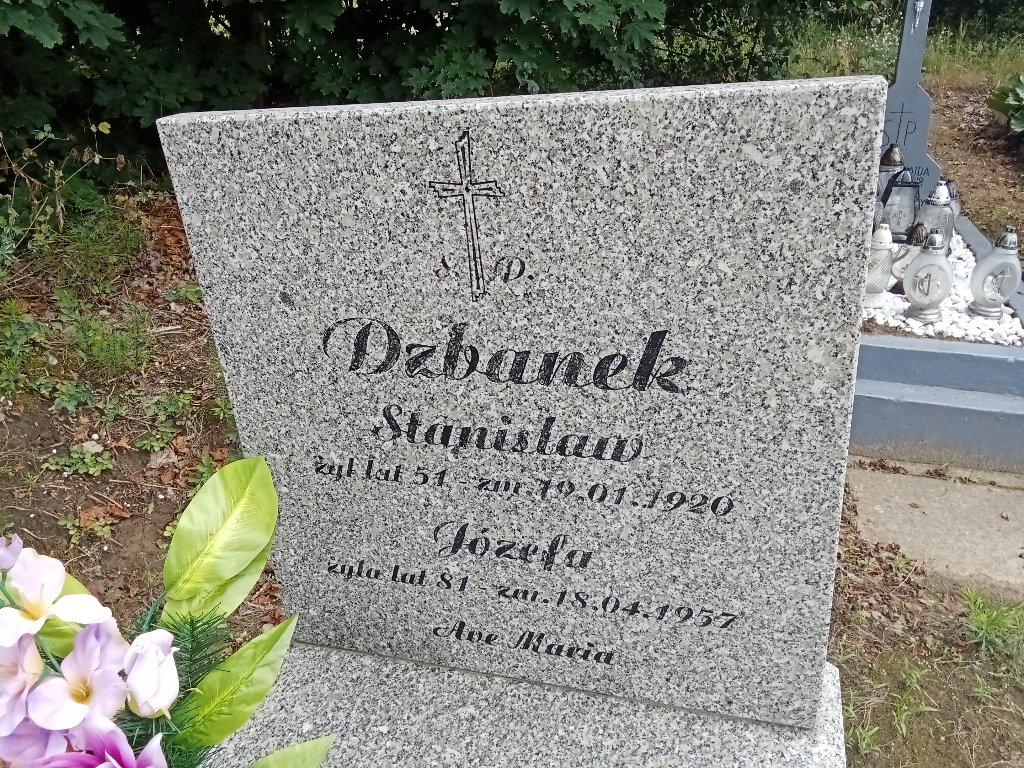 ś. P.
Dzbanek
Stanisław
żył lat 51 - zm. 19.01.1920
Józefa
żyła lat 81 - zm. 18.04.1957
Ave Maria